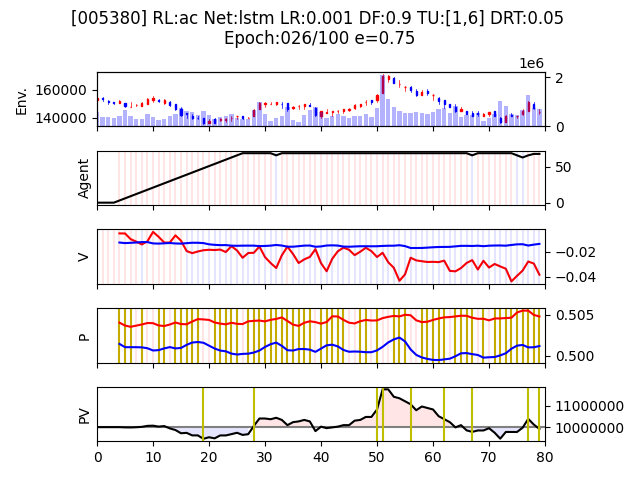 [005380] RL:ac Net:lstm LR:0.001 DF:0.9 TU:[1,6] DRT:0.05
Epoch:026/100 e=0.75
1e6
Env.
160000
140000
2
0
Agent
50
0
V
−0.02
−0.04
P
0.505
0.500
PV
11000000
10000000
0 10 20 30 40 50 60 70 80